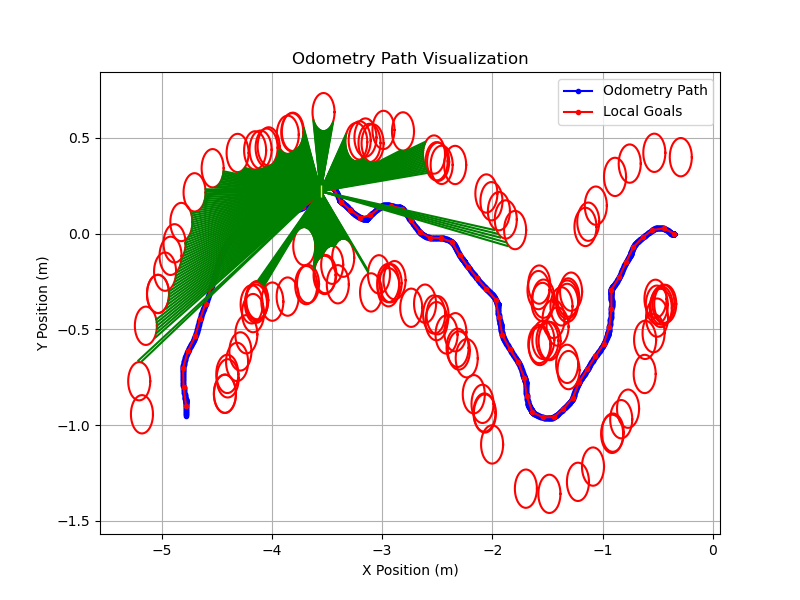 Odometry Path Visualization
Odometry Path
Local Goals
Y Position (m)
0.5
0.0
−0.5
−1.0
−1.5
−5 −4 −3 −2 −1 0
X Position (m)